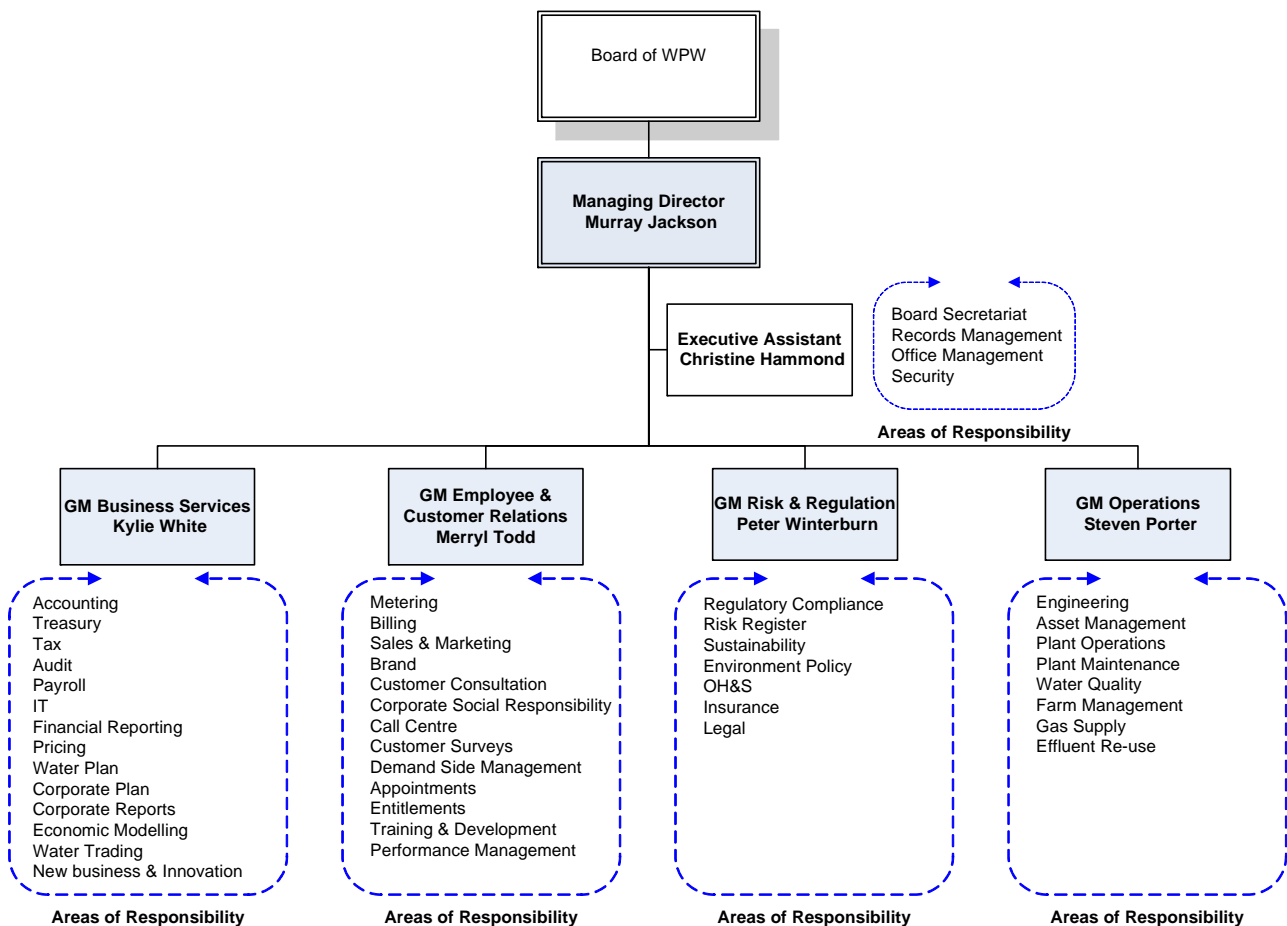 Board of WPW
Managing Director
Murray Jackson
Executive Assistant
Christine Hammond
Board Secretariat
Records Management
Office Management
Security
Areas of Responsibility
GM Business Services
Kylie White
GM Employee &
Customer Relations
Merryl Todd
GM Risk & Regulation
Peter Winterburn
GM Operations
Steven Porter
Accounting
Treasury
Tax
Audit
Payroll
IT
Financial Reporting
Pricing
Water Plan
Corporate Plan
Corporate Reports
Economic Modelling
Water Trading
New business & Innovation
Areas of Responsibility
Metering
Billing
Sales & Marketing
Brand
Customer Consultation
Corporate Social Responsibility
Call Centre
Customer Surveys
Demand Side Management
Appointments
Entitlements
Training & Development
Performance Management
Areas of Responsibility
Regulatory Compliance
Risk Register
Sustainability
Environment Policy
OH&S
Insurance
Legal
Areas of Responsibility
Engineering
Asset Management
Plant Operations
Plant Maintenance
Water Quality
Farm Management
Gas Supply
Effluent Re-use
Areas of Responsibility